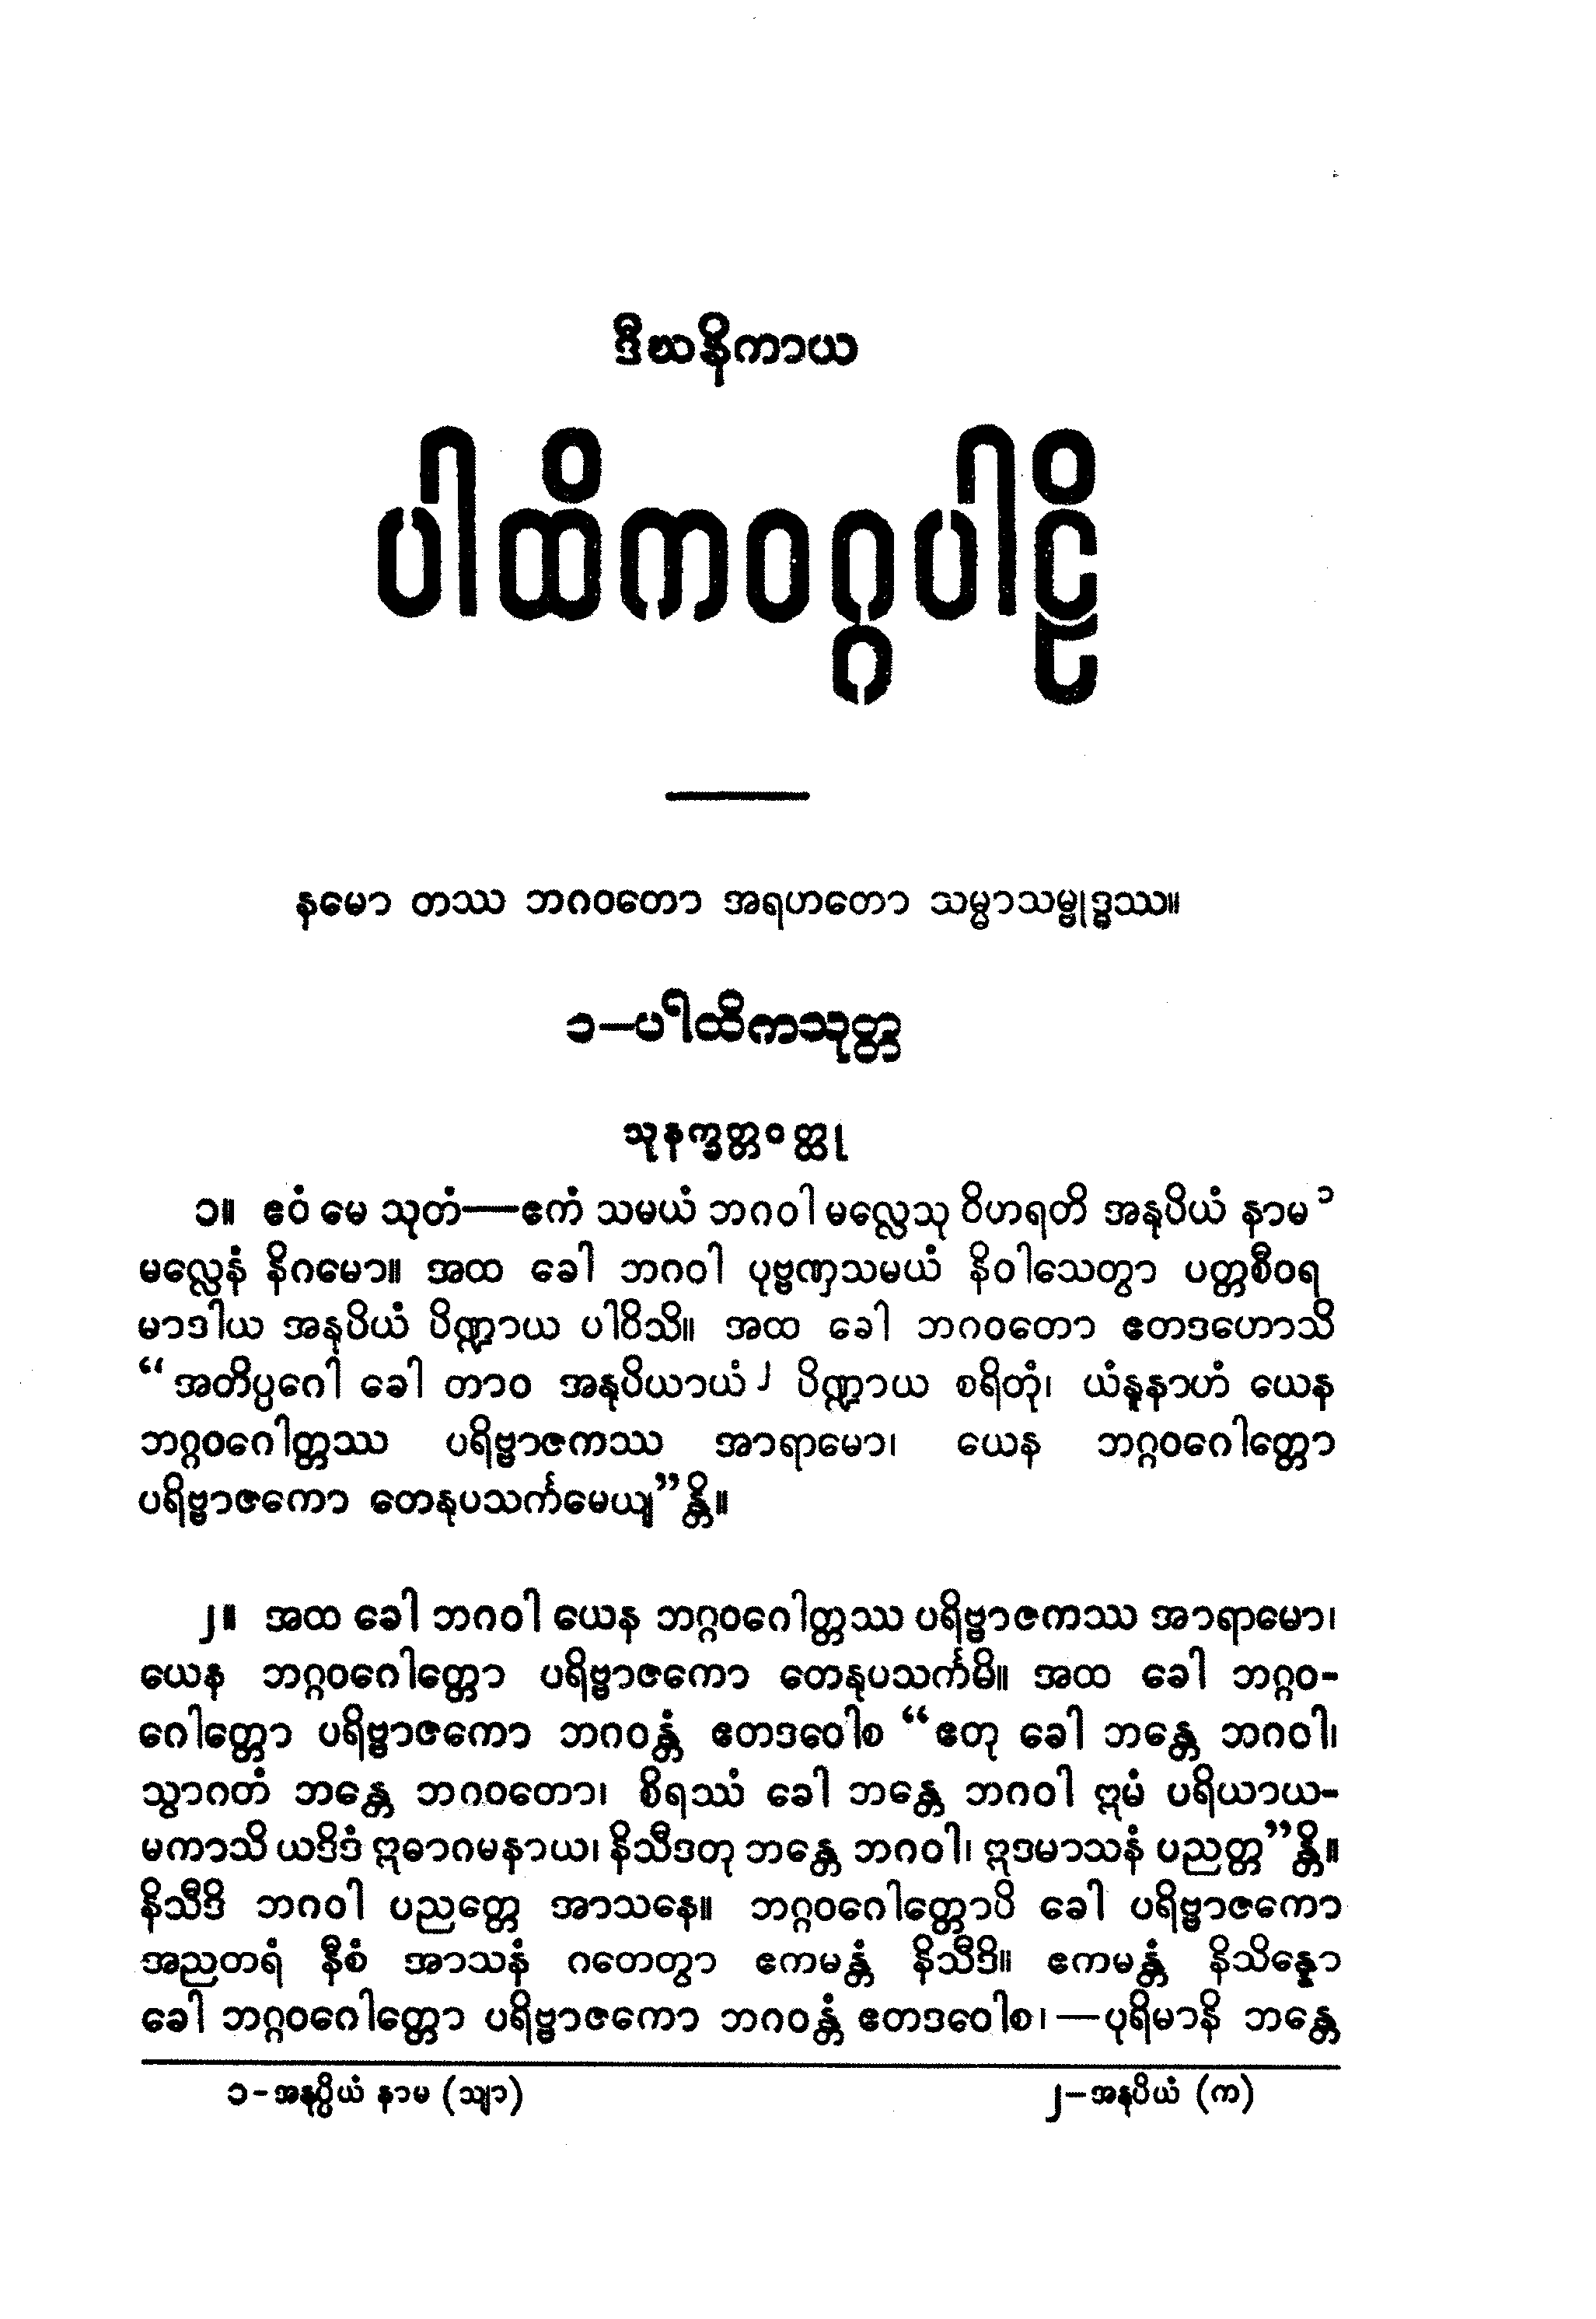 ဒီဃနိကာယ
ပါထိကဝဂ္ဂပါဠိ
နမော တဿ ဘဂဝတော အရဟတော သမ္မာသမ္ဗုဒ္ဓဿ။
၁−ပါထိကသုတ္တ
သုနက္ခတ္တဝတ္ထု
၁။ ဧဝံ မေ သုတံ—ဧကံ သမယံ ဘဂဝါ မလ္လေသု ဝိဟရတိ အနုပိယံ နာမ ၁
မလ္လေနံ နိဂမော။ အထ ခေါ ဘဂဝါ ပုဗ္ဗဏှသမယံ နိဝါသေတွာ ပတ္တစီဝရ
မာဒါယ အနုပိယံ ပိဏ္ဍာယ ပါဝိသိ။ အထ ခေါ ဘဂဝတော ဧတဒဟောသိ
“အတိပ္ပဂေါ ခေါ တာဝ အနုပိယာယံ ၂ ပိဏ္ဍာယ စရိတုံ၊ ယံနူနာဟံ ယေန
ဘဂ္ဂဝဂေါတ္တဿ ပရိဗ္ဗာဇကဿ အာရာမော၊ ယေန ဘဂ္ဂဝဂေါတ္တော
ပရိဗ္ဗာဇကော တေနုပသင်္ကမေယျ”န္တိ။
၂။ အထ ခေါ ဘဂဝါ ယေန ဘဂ္ဂဝဂေါတ္တဿ ပရိဗ္ဗာဇကဿ အာရာမော၊
ယေန ဘဂ္ဂဝဂေါတ္တော ပရိဗ္ဗာဇကော တေနုပသင်္ကမိ။ အထ ခေါ ဘဂ္ဂဝ-
ဂေါတ္တော ပရိဗ္ဗာဇကော ဘဂဝန္တံ ဧတဒဝေါစ “ဧတု ခေါ ဘန္တေ ဘဂဝါ၊
သွာဂတံ ဘန္တေ ဘဂဝတော၊ စိရဿံ ခေါ ဘန္တေ ဘဂဝါ ဣမံ ပရိယာယ-
မကာသိ ယဒိဒံ ဣဓာဂမနာယ၊ နိသီဒတု ဘန္တေ ဘဂဝါ၊ ဣဒမာသနံ ပညတ္တ”န္တိ။
နိသီဒိ ဘဂဝါ ပညတ္တေ အာသနေ။ ဘဂ္ဂဝဂေါတ္တောပိ ခေါ ပရိဗ္ဗာဇကော
အညတရံ နီစံ အာသနံ ဂဟေတွာ ဧကမန္တံ နိသီဒိ။ ဧကမန္တံ နိသိန္နော
ခေါ ဘဂ္ဂဝဂေါတ္တော ပရိဗ္ဗာဇကော ဘဂဝန္တံ ဧတဒဝေါစ၊—ပုရိမာနိ ဘန္တေ
၁-အနုပ္ပိယံ နာမ (သျာ) ၂−အနုပိယံ (က)